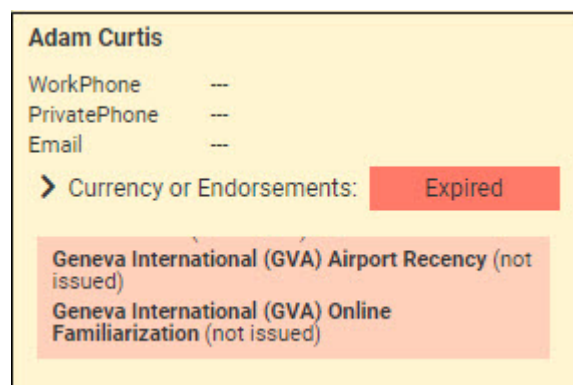 Adam Curtis
WorkPhone ---
PrivatePhone ---
Email ---
Currency or Endorsements: Expired
Geneva International (GVA) Airport Recency (not
issued)
Geneva International (GVA) Online
Familiarization (not issued)